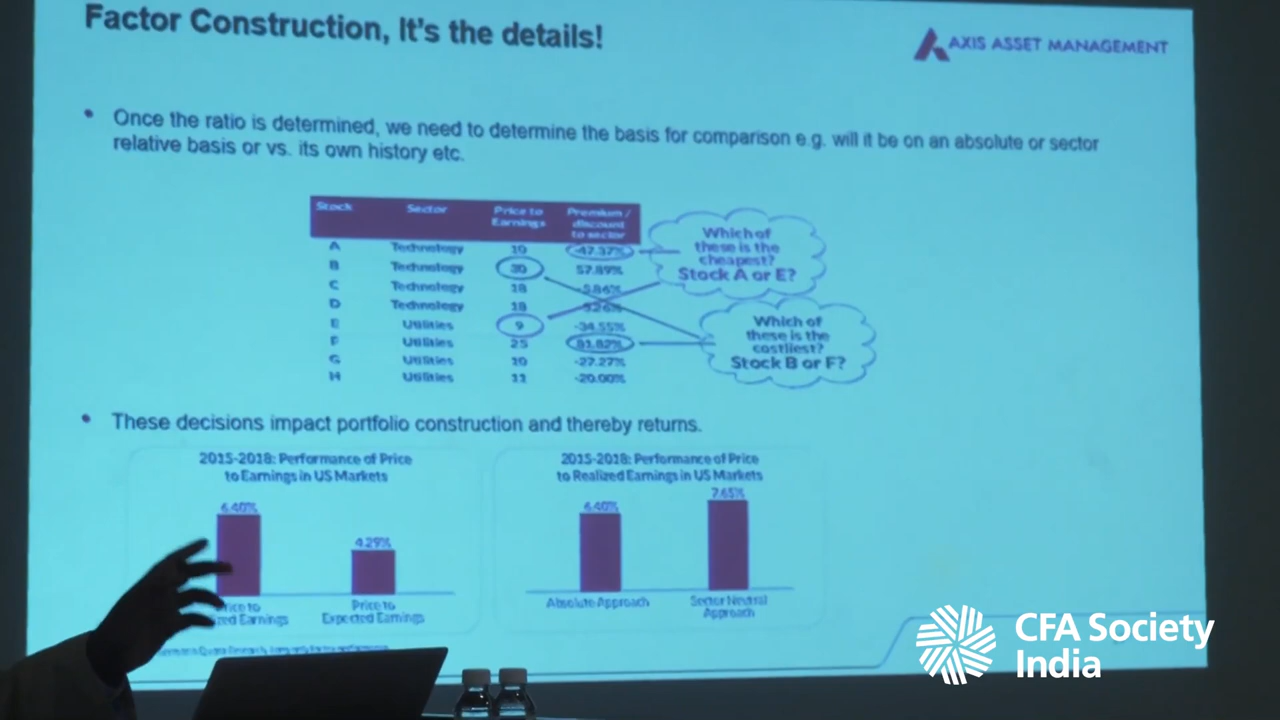 Factor Construction, It's the details!
AXIS ASSET MANAGEMENT
• Once the ratio is determined, we need to determine the basis for comparison e.g. will it be on an absolute or sector
relative basis or vs. its own history etc.
Stock Sector Price to Earnings Premium / discount to sector
A Technology 10 -47.37%
B Technology 30 57.89%
C Technology 18
D Technology 18
E Utilities 9 -34.55%
F Utilities 25 81.82%
G Utilities 10 -27.27%
H Utilities 11 -20.00%
Which of
these is the
cheapest?
Stock A or E?
Which of
these is the
costliest?
Stock B or F?
• These decisions impact portfolio construction and thereby returns.
2015-2018: Performance of Price
to Earnings in US Markets
6.40%
4.29%
Price to
Expected Earnings
2015-2018: Performance of Price
to Realized Earnings in US Markets
6.40%
7.65%
Absolute Approach
Sector Neutral
Approach
CFA Society
India